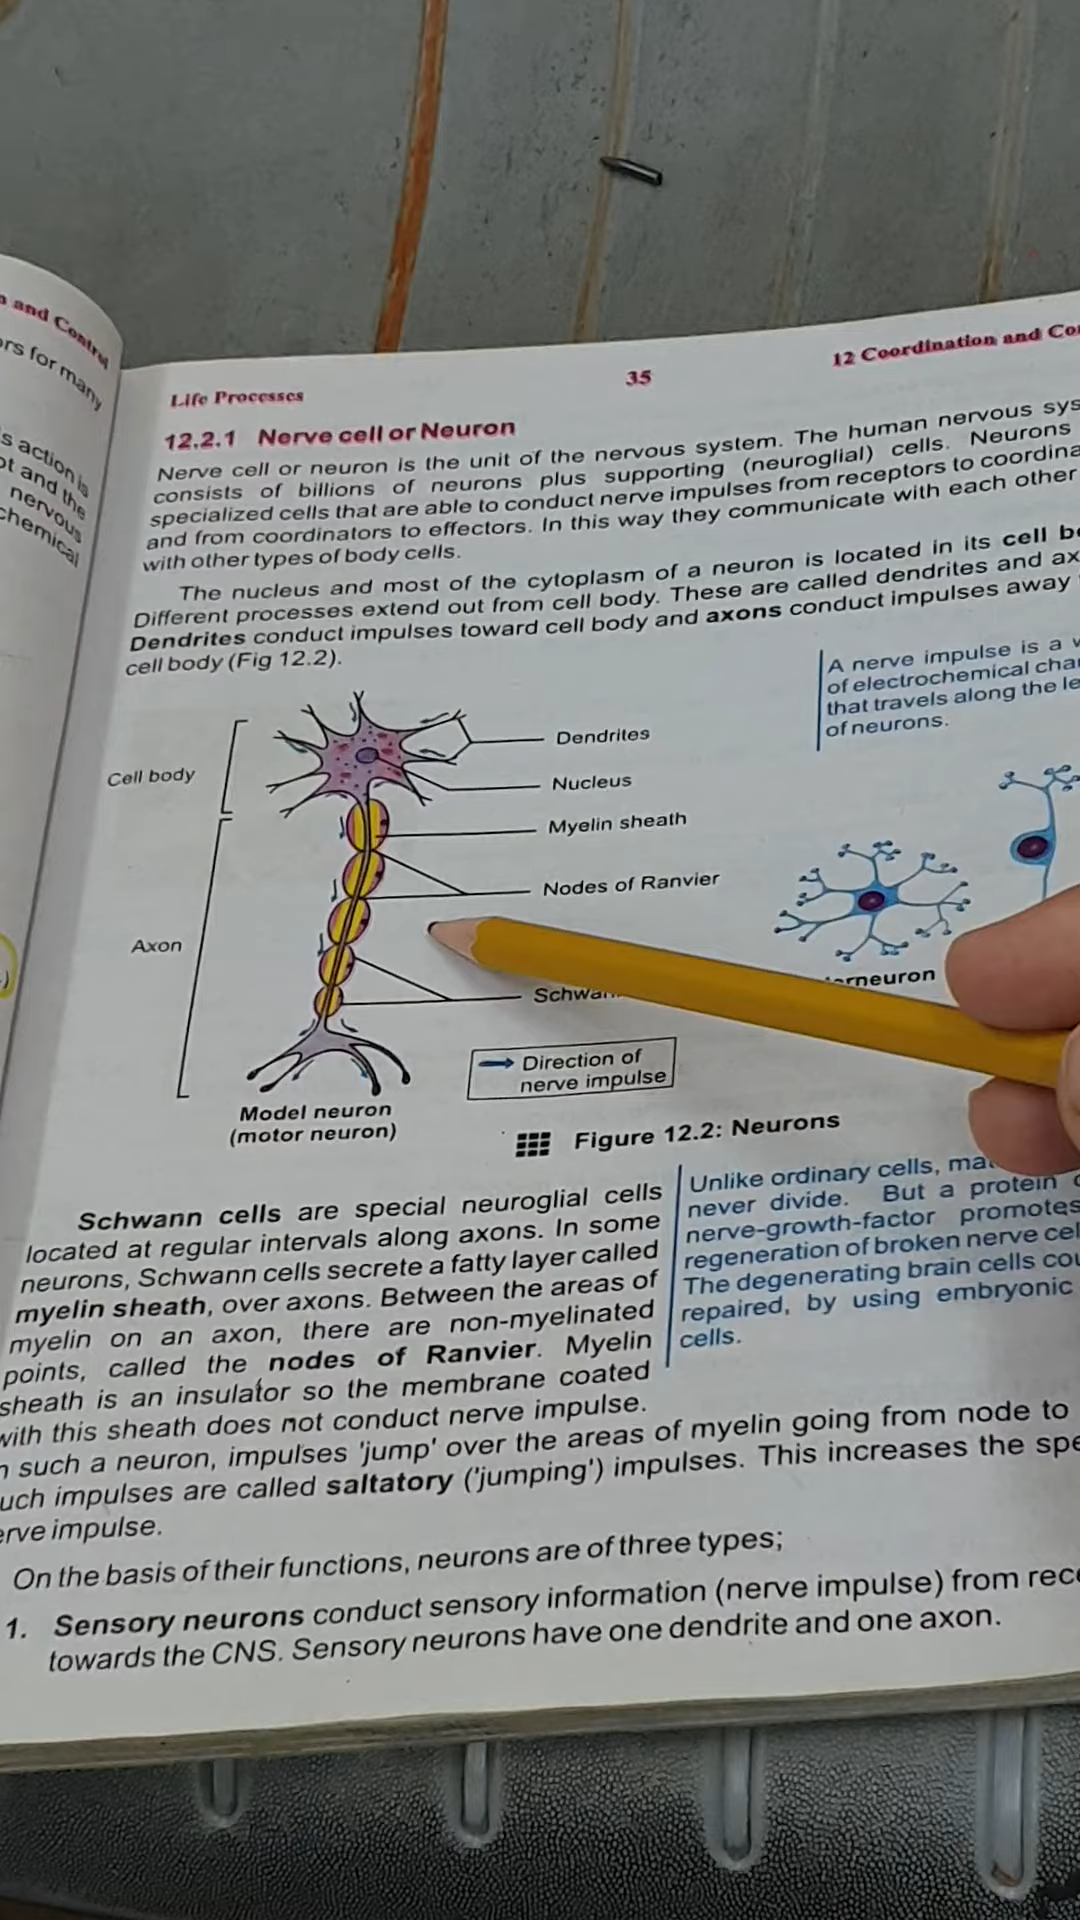 and Control
rs for many
s action is
ot and the
nervous
chemical
Life Processes
35
12 Coordination and Co
12.2.1 Nerve cell or Neuron
Nerve cell or neuron is the unit of the nervous system. The human nervous sys
consists of billions of neurons plus supporting (neuroglial) cells. Neurons
specialized cells that are able to conduct nerve impulses from receptors to coordina
and from coordinators to effectors. In this way they communicate with each other
with other types of body cells.
The nucleus and most of the cytoplasm of a neuron is located in its cell b
Different processes extend out from cell body. These are called dendrites and ax
Dendrites conduct impulses toward cell body and axons conduct impulses away
cell body (Fig 12.2).
A nerve impulse is a w
of electrochemical cha
that travels along the le
of neurons.
Cell body
Axon
Dendrites
Nucleus
Myelin sheath
Nodes of Ranvier
Schwan
Direction of
nerve impulse
Model neuron
(motor neuron)
erneuron
Figure 12.2: Neurons
Schwann cells are special neuroglial cells
located at regular intervals along axons. In some
neurons, Schwann cells secrete a fatty layer called
myelin sheath, over axons. Between the areas of
myelin on an axon, there are non-myelinated
points, called the nodes of Ranvier. Myelin
sheath is an insulator so the membrane coated
with this sheath does not conduct nerve impulse.
n such a neuron, impulses 'jump' over the areas of myelin going from node to
uch impulses are called saltatory ('jumping') impulses. This increases the spe
erve impulse.
Unlike ordinary cells, mat
never divide. But a protein
nerve-growth-factor promotes
regeneration of broken nerve cel
The degenerating brain cells cou
repaired, by using embryonic
cells.
On the basis of their functions, neurons are of three types;
1. Sensory neurons conduct sensory information (nerve impulse) from rece
towards the CNS. Sensory neurons have one dendrite and one axon.